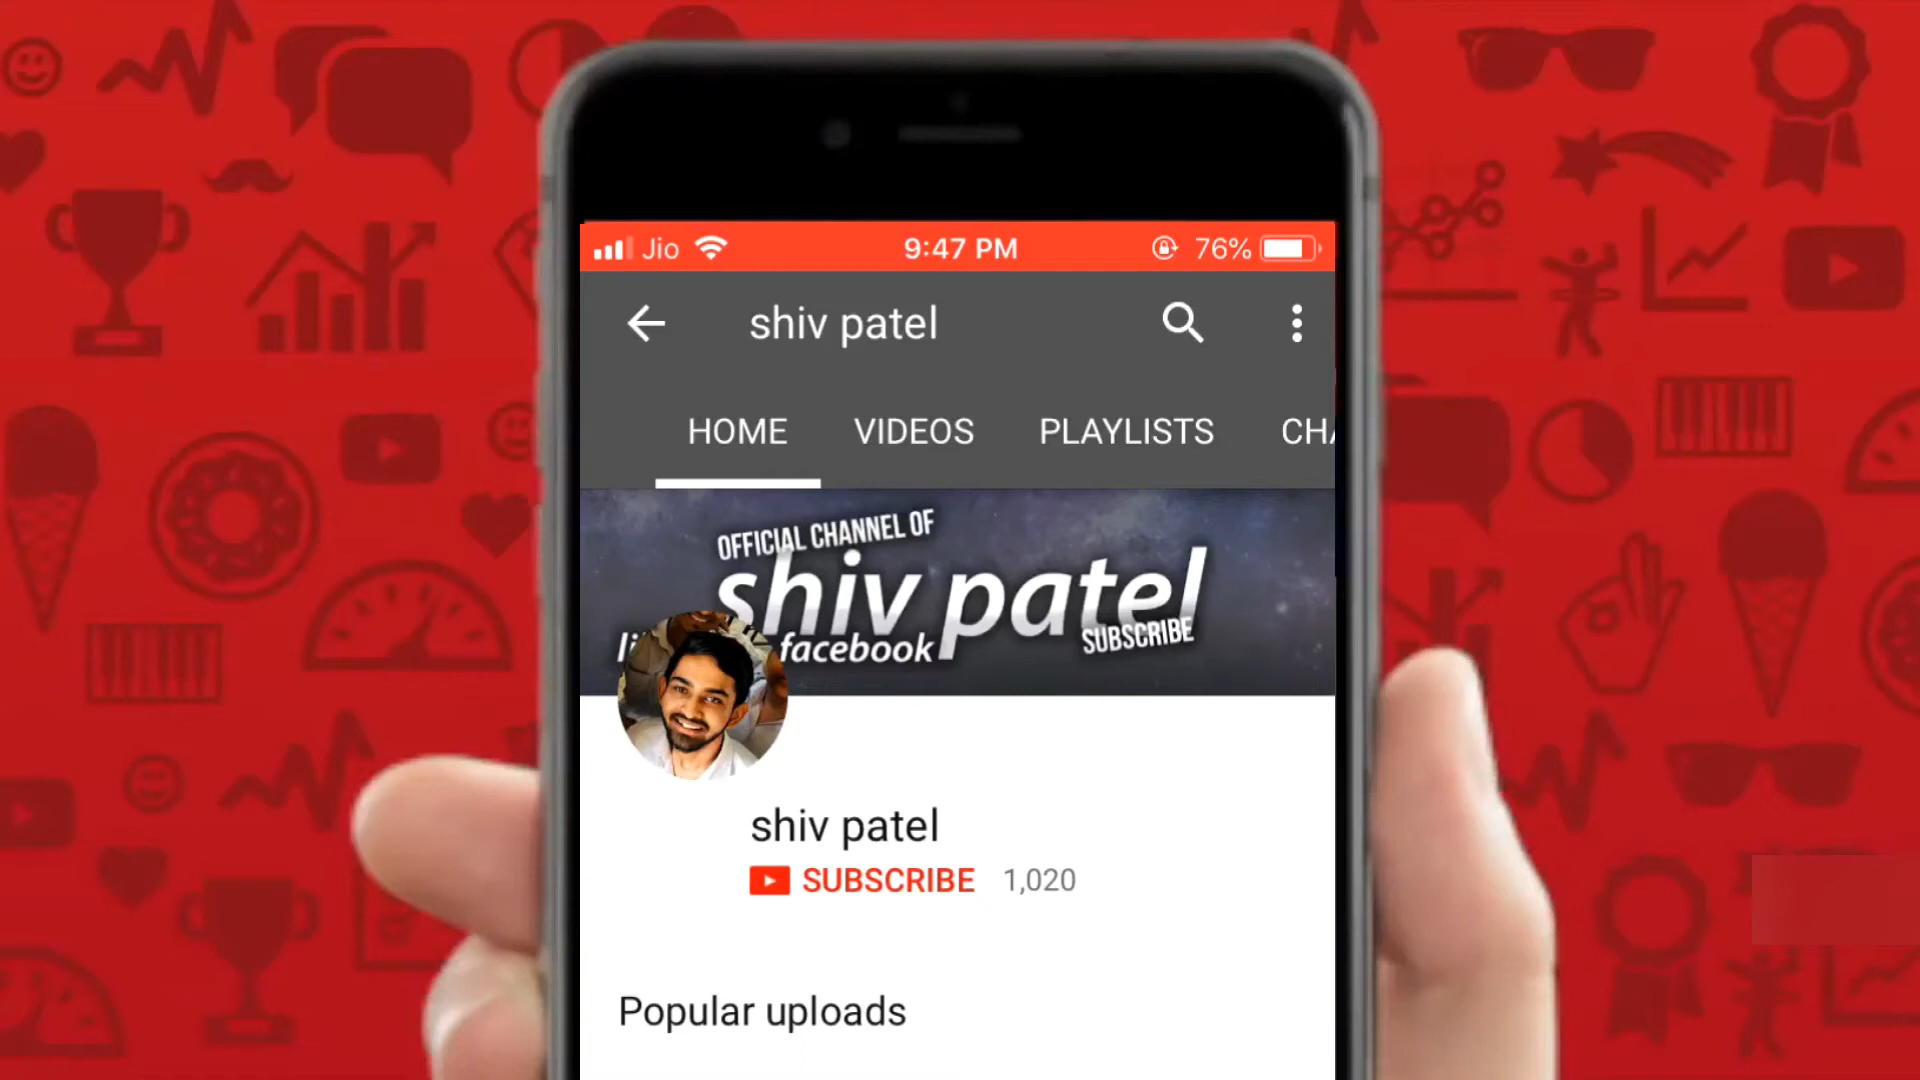 Jio 9:47 PM 76%
shiv patel
HOME VIDEOS PLAYLISTS
OFFICIAL CHANNEL OF
shiv patel
facebook SUBSCRIBE
shiv patel
SUBSCRIBE 1,020
Popular uploads